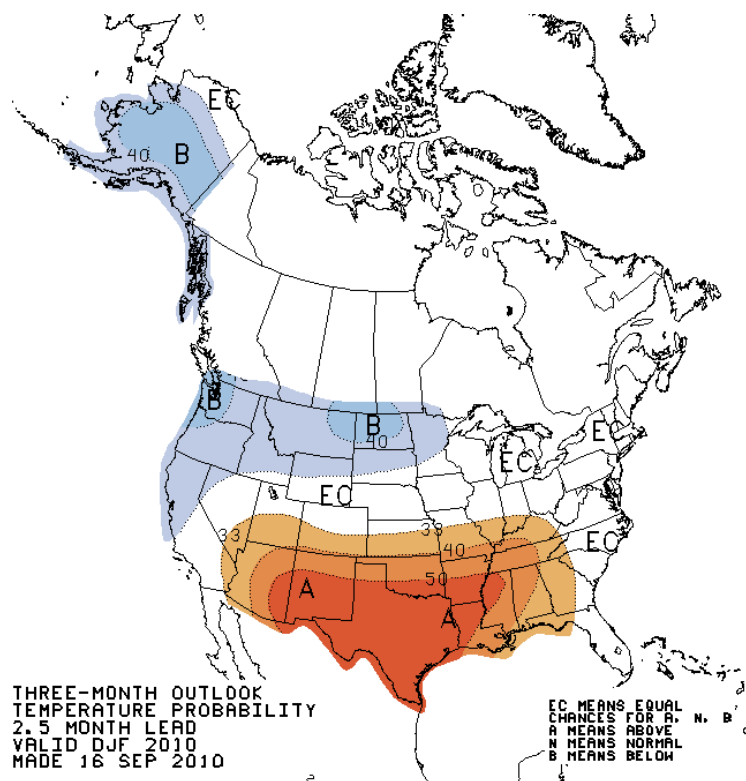 EC
B
40
B
B
40
EC
EC
EC
33
33
40
EC
50
A
A
THREE-MONTH OUTLOOK
TEMPERATURE PROBABILITY
2.5 MONTH LEAD
VALID DJF 2010
MADE 16 SEP 2010
EC MEANS EQUAL
CHANCES FOR A, N, B
A MEANS ABOVE
N MEANS NORMAL
B MEANS BELOW